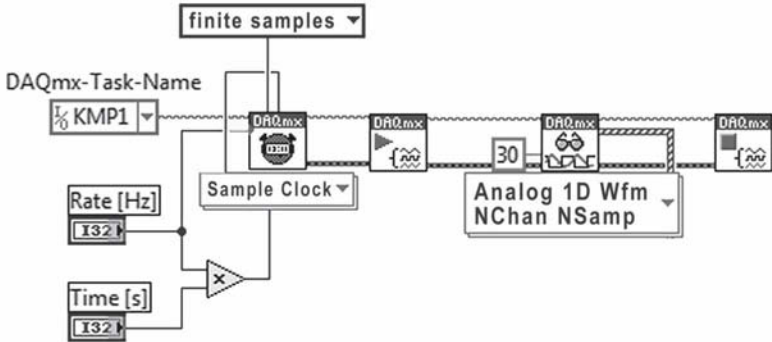 finite samples
DAQmx-Task-Name
I/O KMP1
DAQmx
DAQmx
DAQmx
DAQmx
30
Sample Clock
Analog 1D Wfm
NChan NSamp
Rate [Hz]
I32
x
Time [s]
I32